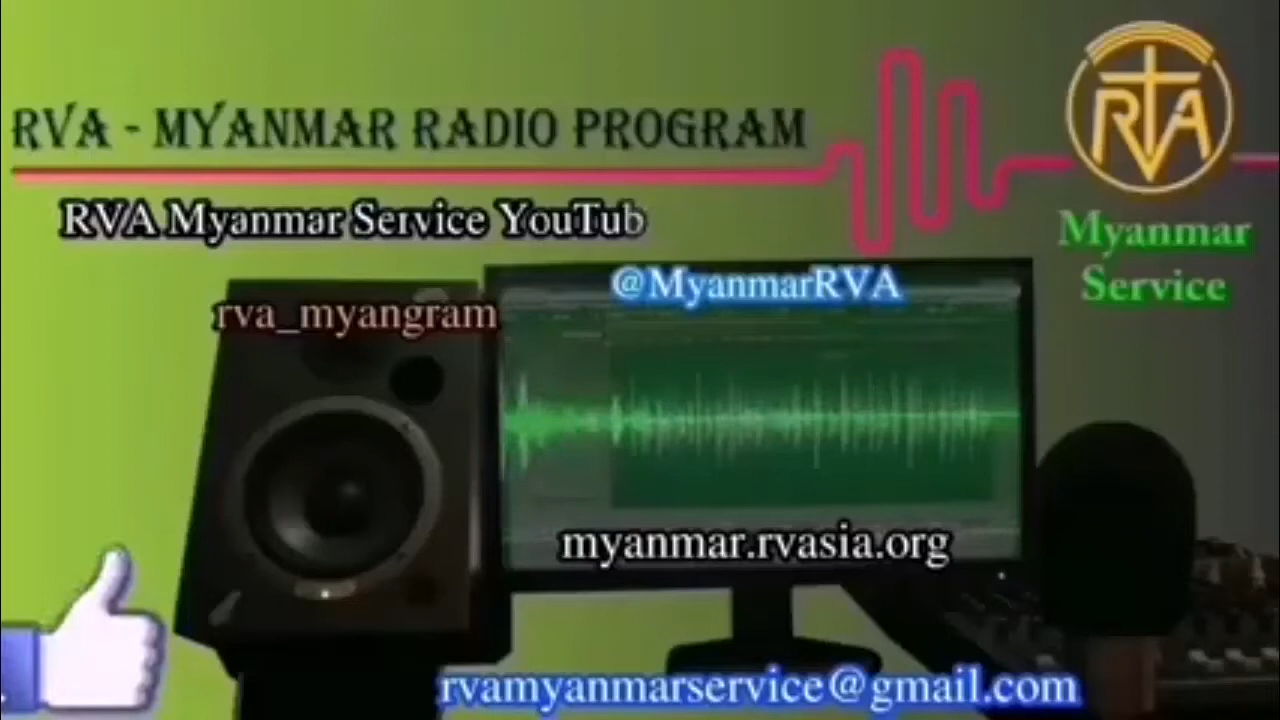 RVA - MYANMAR RADIO PROGRAM
RVA
RVA Myanmar Service YouTub
Myanmar
Service
@MyanmarRVA
rva_myangram
myanmar.rvasia.org
rvamyanmarservice@gmail.com